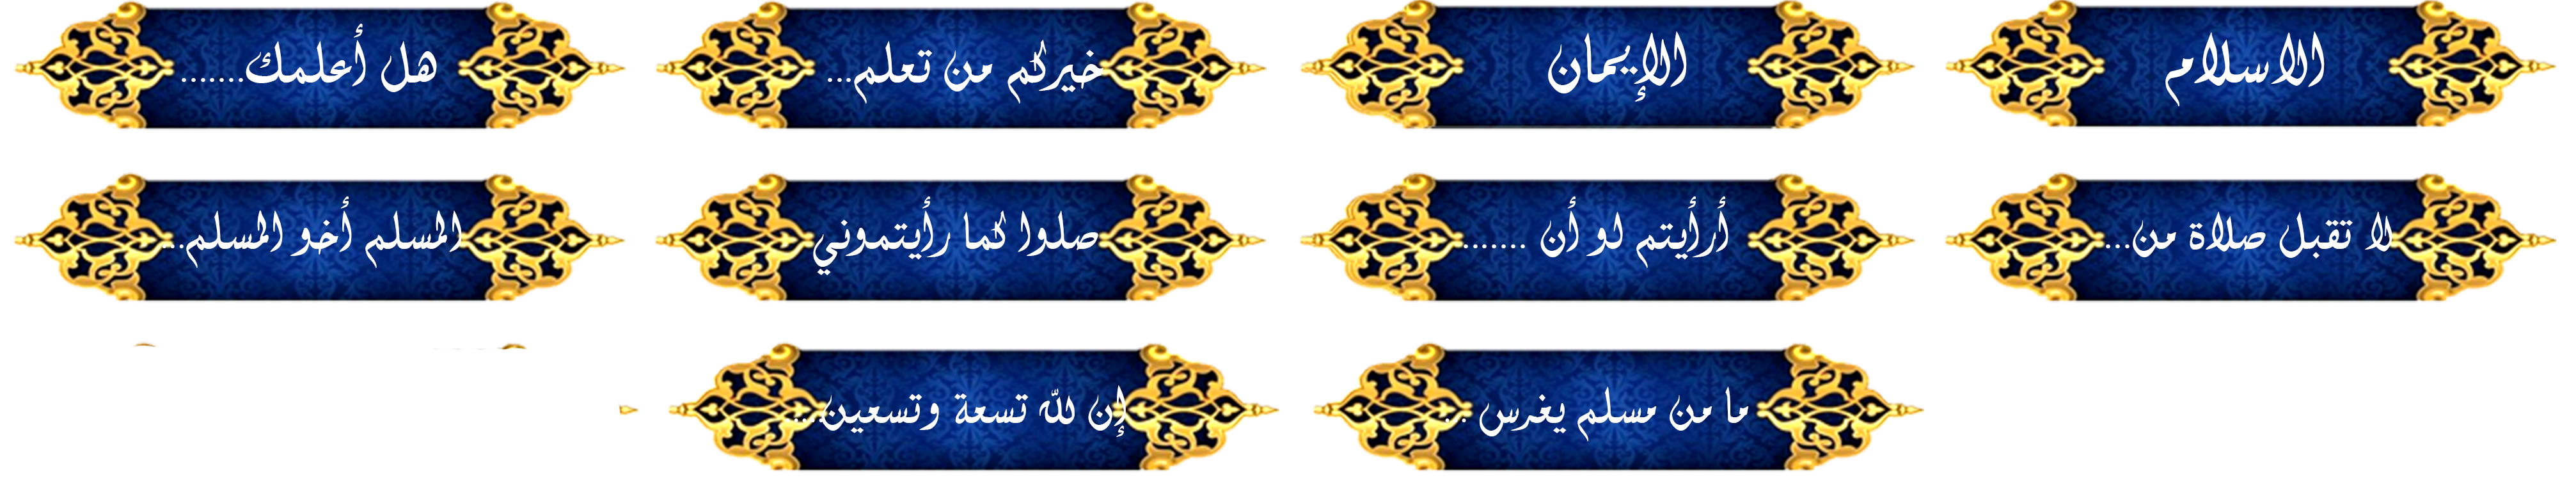 الاسلام
الإيمان
خيركم من تعلم...
هل أعلمك.......
لا تقبل صلاة من...
أرأيتم لو أن .......
صلوا كما رأيتموني
المسلم أخو المسلم...
ما من مسلم يغرس ...
إن لله تسعة وتسعين....